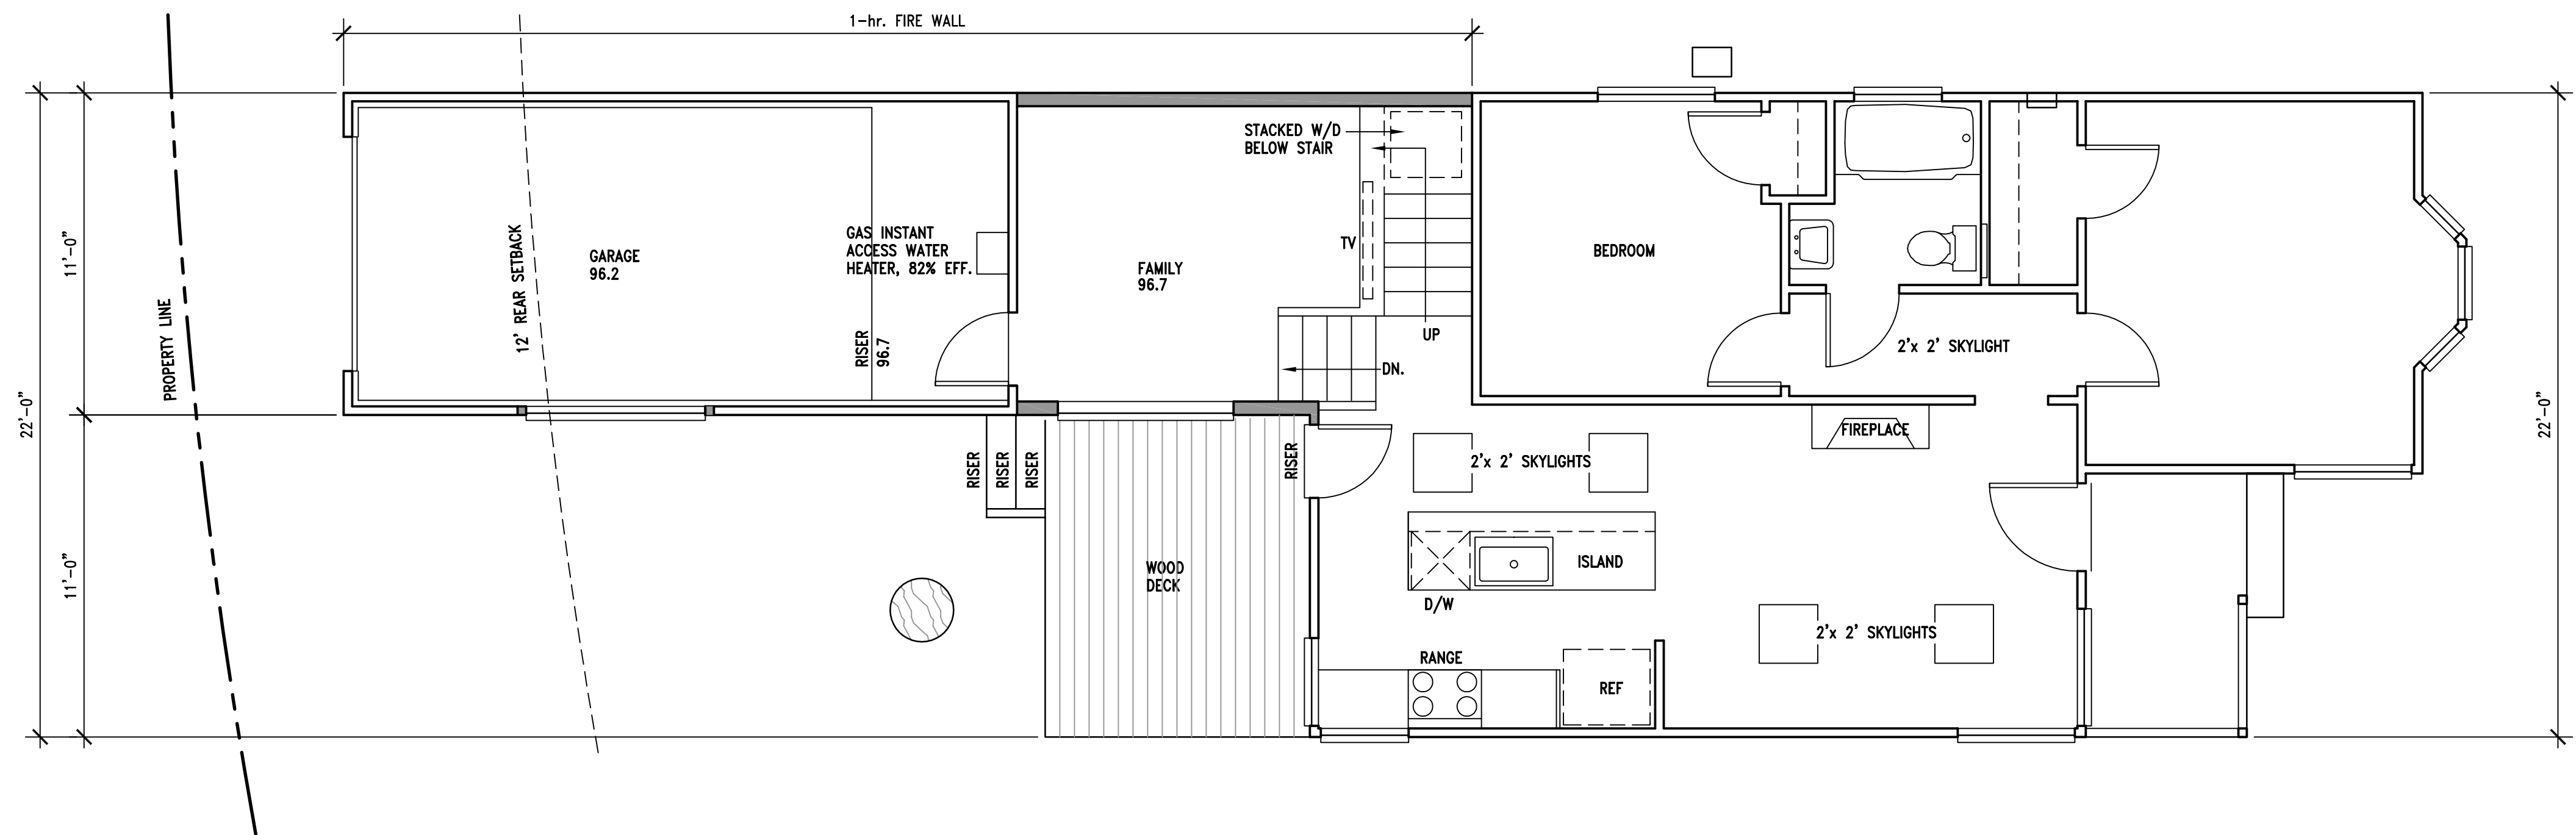 1-hr. FIRE WALL
STACKED W/D
BELOW STAIR
GARAGE
96.2
GAS INSTANT
ACCESS WATER
HEATER, 82% EFF.
FAMILY
96.7
TV
BEDROOM
11'-0"
12' REAR SETBACK
PROPERTY LINE
RISER
96.7
UP
DN.
2'x 2' SKYLIGHT
22'-0"
22'-0"
FIREPLACE
RISER
RISER
RISER
RISER
2'x 2' SKYLIGHTS
11'-0"
WOOD
DECK
ISLAND
D/W
2'x 2' SKYLIGHTS
RANGE
REF